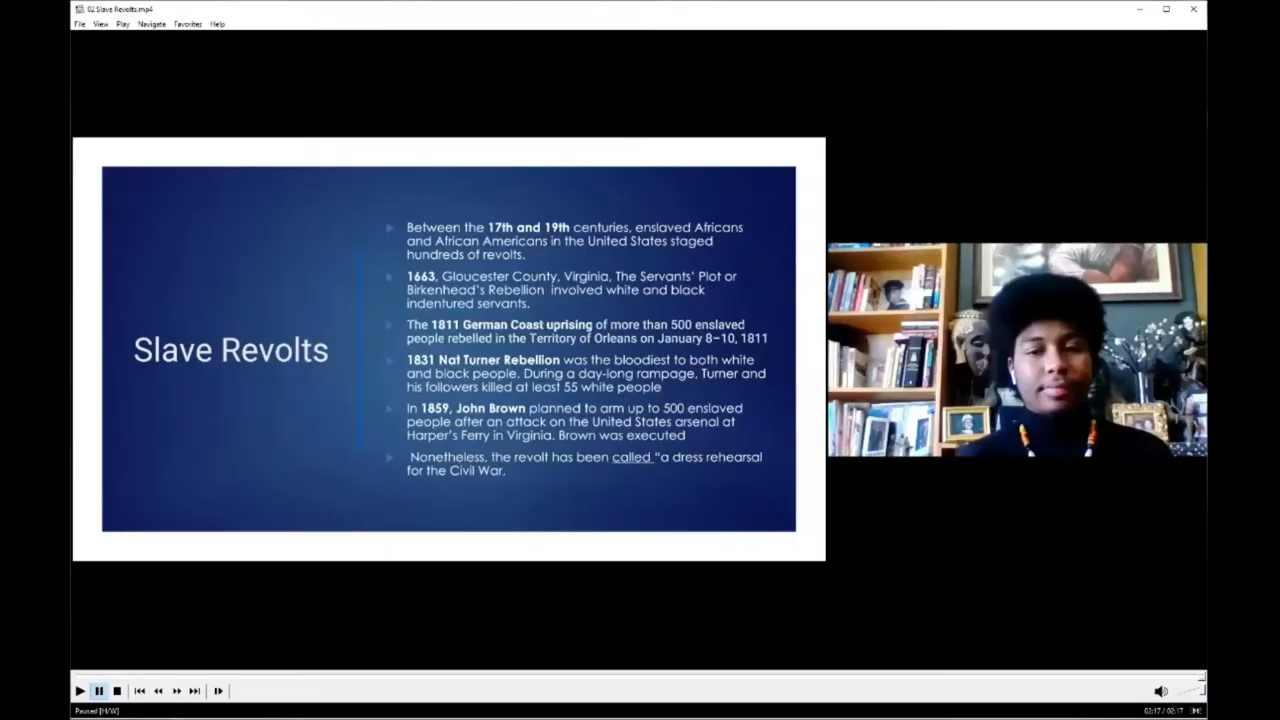 02 Slave Revolts.mp4
File View Play Navigate Favorites Help
Slave Revolts
Between the 17th and 19th centuries, enslaved Africans
and African Americans in the United States staged
hundreds of revolts.
1663, Gloucester County, Virginia, The Servants' Plot or
Birkenhead's Rebellion involved white and black
indentured servants.
The 1811 German Coast uprising of more than 500 enslaved
people rebelled in the Territory of Orleans on January 8–10, 1811
1831 Nat Turner Rebellion was the bloodiest to both white
and black people. During a day-long rampage, Turner and
his followers killed at least 55 white people
In 1859, John Brown planned to arm up to 500 enslaved
people after an attack on the United States arsenal at
Harper's Ferry in Virginia. Brown was executed
Nonetheless, the revolt has been called "a dress rehearsal
for the Civil War.
Paused [H/W]
02:17 / 02:17